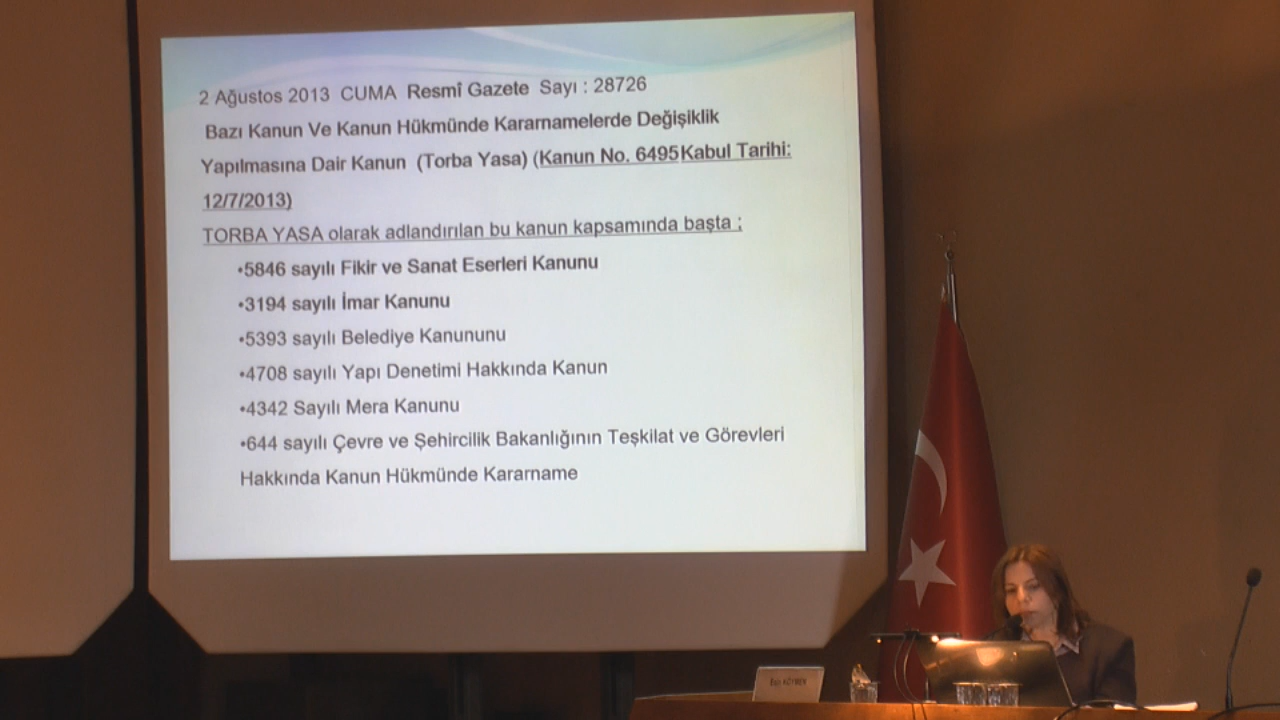 2 Ağustos 2013 CUMA Resmî Gazete Sayı : 28726
Bazı Kanun Ve Kanun Hükmünde Kararnamelerde Değişiklik
Yapılmasına Dair Kanun (Torba Yasa) (Kanun No. 6495 Kabul Tarihi:
12/7/2013)
TORBA YASA olarak adlandırılan bu kanun kapsamında başta ;
•5846 sayılı Fikir ve Sanat Eserleri Kanunu
•3194 sayılı İmar Kanunu
•5393 sayılı Belediye Kanununu
•4708 sayılı Yapı Denetimi Hakkında Kanun
•4342 Sayılı Mera Kanunu
•644 sayılı Çevre ve Şehircilik Bakanlığının Teşkilat ve Görevleri
Hakkında Kanun Hükmünde Kararname